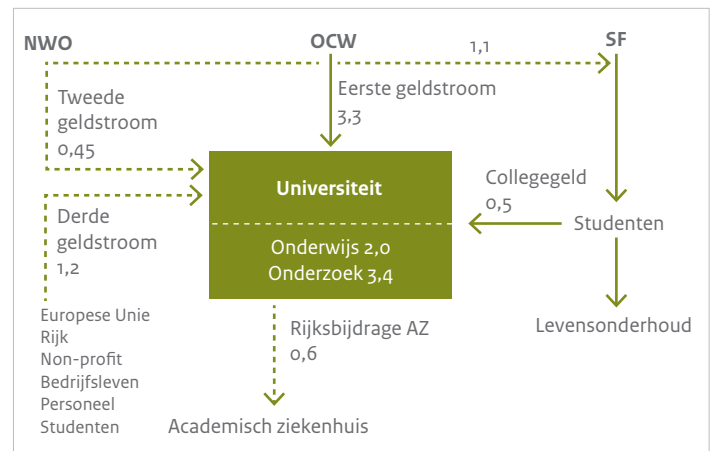 NWO
OCW
1,1
SF
Tweede
geldstroom
0,45
Eerste geldstroom
3,3
Universiteit
Onderwijs 2,0
Onderzoek 3,4
Collegegeld
0,5
Studenten
Levensonderhoud
Derde
geldstroom
1,2
Europese Unie
Rijk
Non-profit
Bedrijfsleven
Personeel
Studenten
Rijksbijdrage AZ
0,6
Academisch ziekenhuis